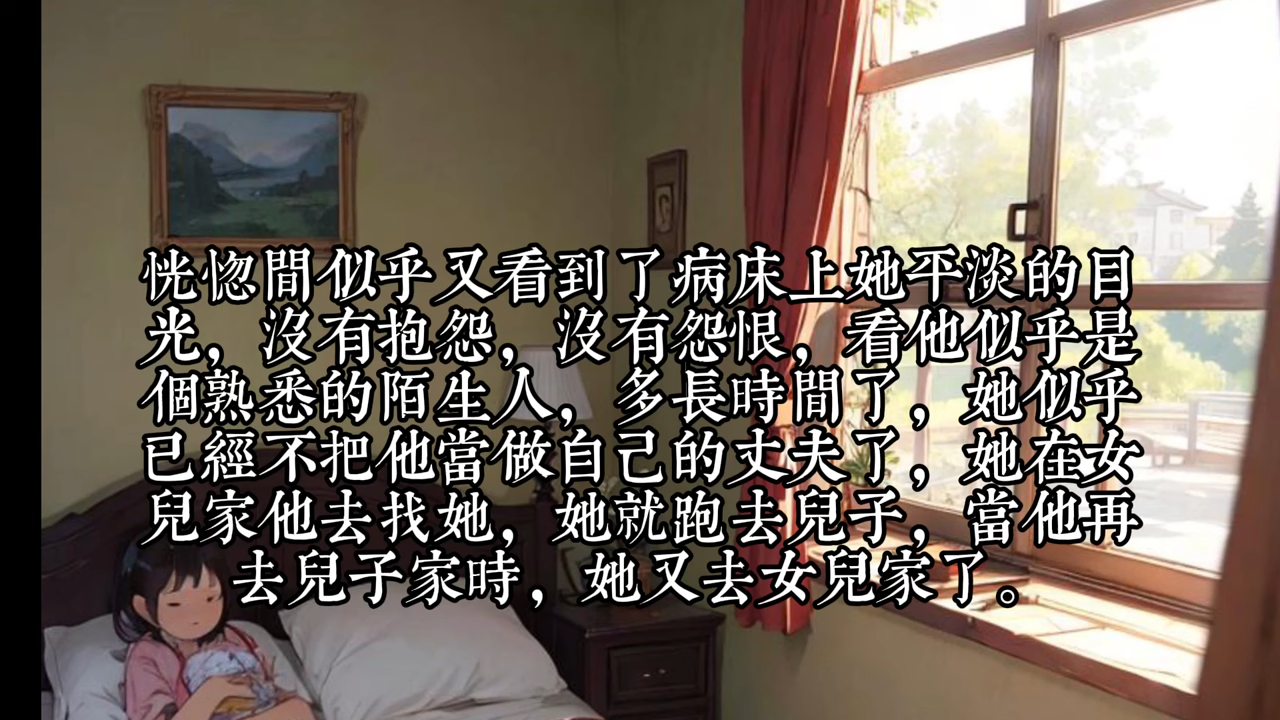 恍惚間似乎又看到了病床上她平淡的目
光，沒有抱怨，沒有怨恨，看他似乎是
個熟悉的陌生人，多長時間了，她似乎
已經不把他當做自己的丈夫了，她在女
兒家他去找她，她就跑去兒子，當他再
去兒子家時，她又去女兒家了。